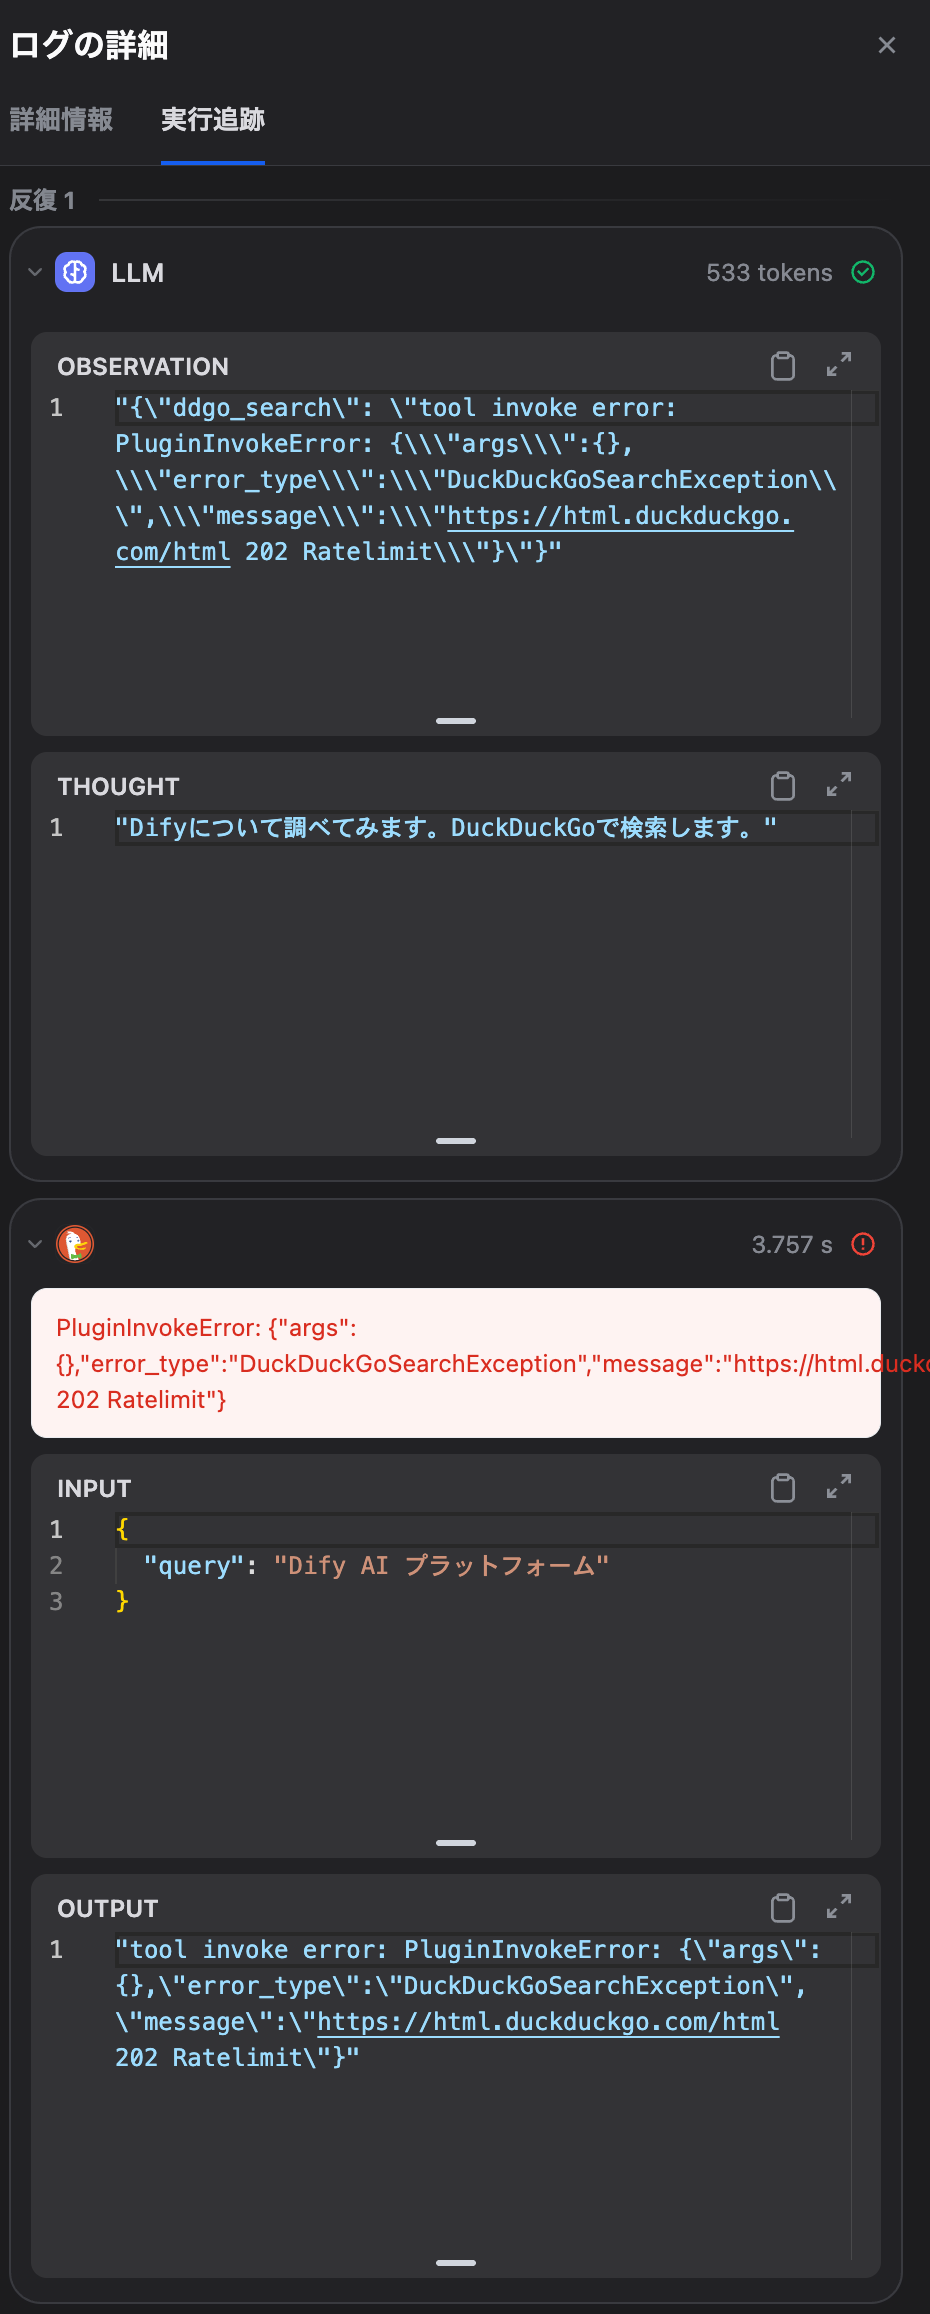 ログの詳細
詳細情報 実行追跡
反復 1
LLM 533 tokens
OBSERVATION
1 "{\"ddgo_search\": \"tool invoke error:
PluginInvokeError: {\\\"args\\\":{},
\\\"error_type\\\":\\\"DuckDuckGoSearchException\\
\",\\\"message\\\":\\\"https://html.duckduckgo.
com/html 202 Ratelimit\\\"}\"}"
THOUGHT
1 "Difyについて調べてみます。DuckDuckGoで検索します。"
3.757 s
PluginInvokeError: {"args":
{},"error_type":"DuckDuckGoSearchException","message":"https://html.duckd
202 Ratelimit"}
INPUT
1 {
2 "query": "Dify AI プラットフォーム"
3 }
OUTPUT
1 "tool invoke error: PluginInvokeError: {\"args\":
{},\"error_type\":\"DuckDuckGoSearchException\",
\"message\":\"https://html.duckduckgo.com/html
202 Ratelimit\"}"